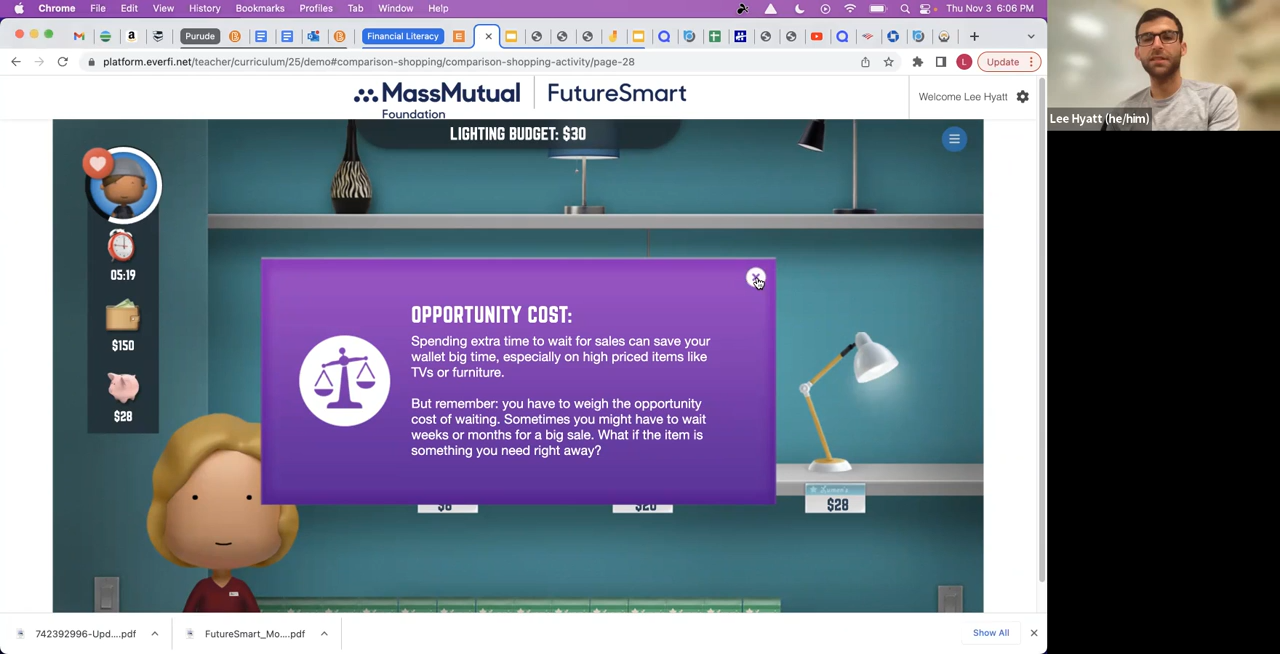 Chrome File Edit View History Bookmarks Profiles Tab Window Help
Thu Nov 3 6:06 PM
Purude
Financial Literacy
platform.everfi.net/teacher/curriculum/25/demo#comparison-shopping/comparison-shopping-activity/page-28
L
Update
MassMutual
Foundation
FutureSmart
Welcome Lee Hyatt
Lee Hyatt (he/him)
LIGHTING BUDGET: $30
05:19
$150
$28
OPPORTUNITY COST:
Spending extra time to wait for sales can save your
wallet big time, especially on high priced items like
TVs or furniture.
But remember: you have to weigh the opportunity
cost of waiting. Sometimes you might have to wait
weeks or months for a big sale. What if the item is
something you need right away?
$28
742392996-Upd....pdf
FutureSmart_Mo....pdf
Show All